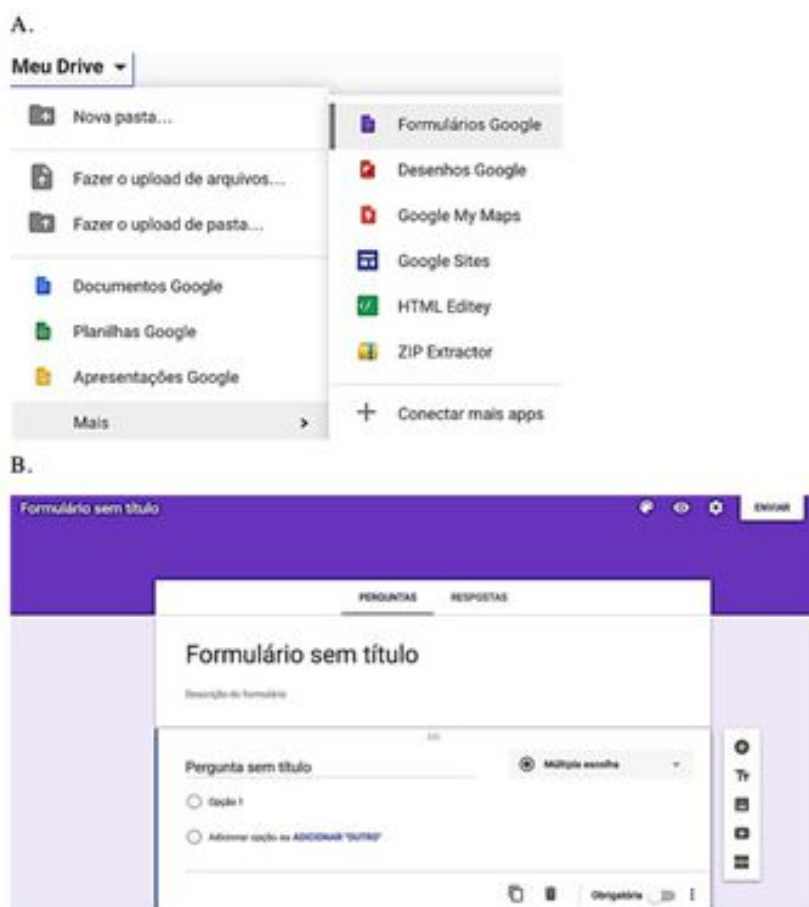 A.
Meu Drive
Nova pasta...
Fazer o upload de arquivos...
Fazer o upload de pasta...
Documentos Google
Planilhas Google
Apresentações Google
Mais
Formulários Google
Desenhos Google
Google My Maps
Google Sites
HTML Editey
ZIP Extractor
Conectar mais apps
B.
Formulário sem título
ENVIAR
PERGUNTAS RESPOSTAS
Formulário sem título
Descrição do formulário
Pergunta sem título
Múltipla escolha
Opção 1
Adicionar opção ou ADICIONAR "OUTRO"
Obrigatória
Tт